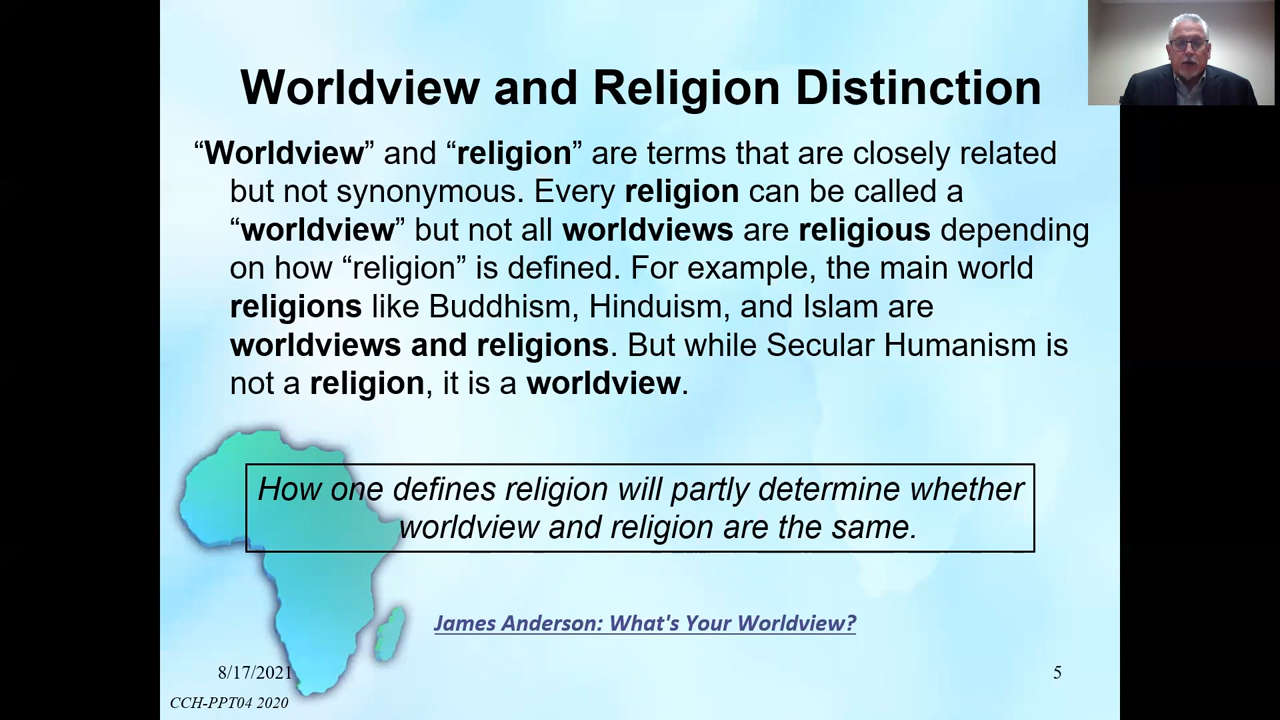 Worldview and Religion Distinction
“Worldview” and “religion” are terms that are closely related
but not synonymous. Every religion can be called a
“worldview” but not all worldviews are religious depending
on how “religion” is defined. For example, the main world
religions like Buddhism, Hinduism, and Islam are
worldviews and religions. But while Secular Humanism is
not a religion, it is a worldview.
How one defines religion will partly determine whether
worldview and religion are the same.
James Anderson: What's Your Worldview?
8/17/2021
5
CCH-PPT04 2020